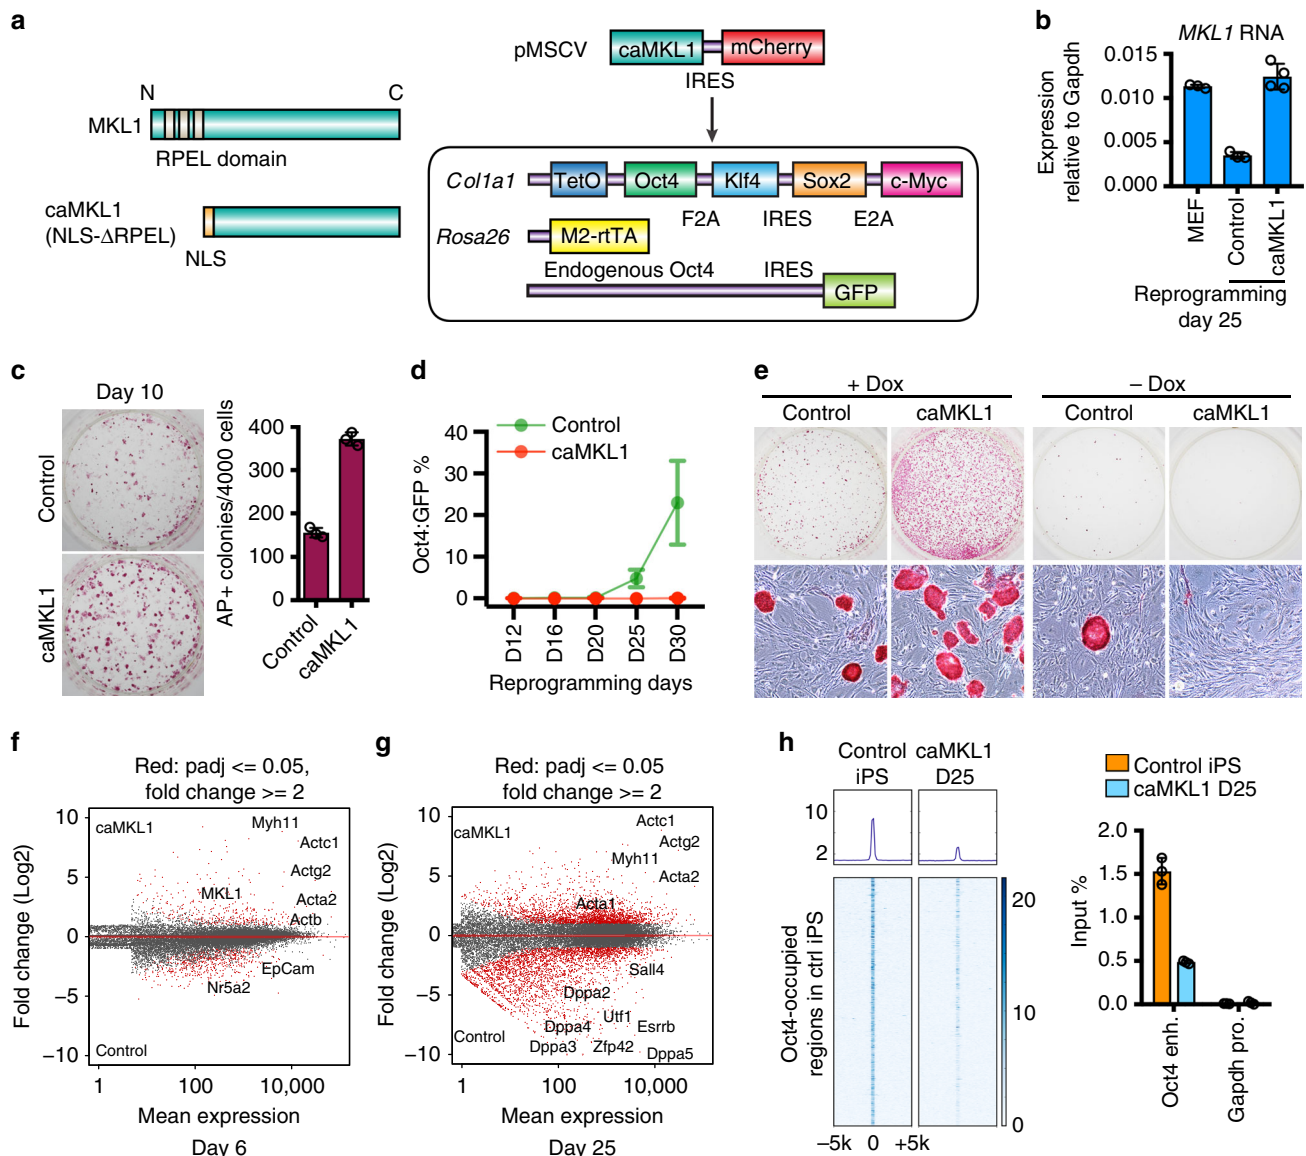 a
pMSCV
caMKL1
mCherry
IRES
N
C
MKL1
RPEL domain
caMKL1
(NLS-ΔRPEL)
NLS
Col1a1
TetO
Oct4
Klf4
Sox2
c-Myc
F2A
IRES
E2A
Rosa26
M2-rtTA
Endogenous Oct4
IRES
GFP
b
MKL1 RNA
Expression
relative to Gapdh
0.015
0.010
0.005
0.000
MEF
Control
caMKL1
Reprogramming
day 25
c
Day 10
Control
caMKL1
AP+ colonies/4000 cells
400
300
200
100
0
Control
caMKL1
d
Oct4:GFP %
40
30
20
10
0
Control
caMKL1
D12
D16
D20
D25
D30
Reprogramming days
e
+ Dox
– Dox
Control
caMKL1
Control
caMKL1
f
Red: padj <= 0.05,
fold change >= 2
Fold change (Log2)
10
5
0
−5
−10
caMKL1
Myh11
Actc1
Actg2
MKL1
Acta2
Actb
EpCam
Nr5a2
Control
1
100
10,000
Mean expression
Day 6
g
Red: padj <= 0.05
fold change >= 2
Fold change (Log2)
10
5
0
−5
−10
caMKL1
Actc1
Actg2
Myh11
Acta2
Acta1
Sall4
Dppa2
Utf1
Dppa4
Esrrb
Control
Dppa3
Zfp42
Dppa5
1
100
10,000
Mean expression
Day 25
h
Control
iPS
caMKL1
D25
10
2
Oct4-occupied
regions in ctrl iPS
20
10
0
−5k
0
+5k
Control iPS
caMKL1 D25
Input %
2.0
1.5
1.0
0.5
0.0
Oct4 enh.
Gapdh pro.